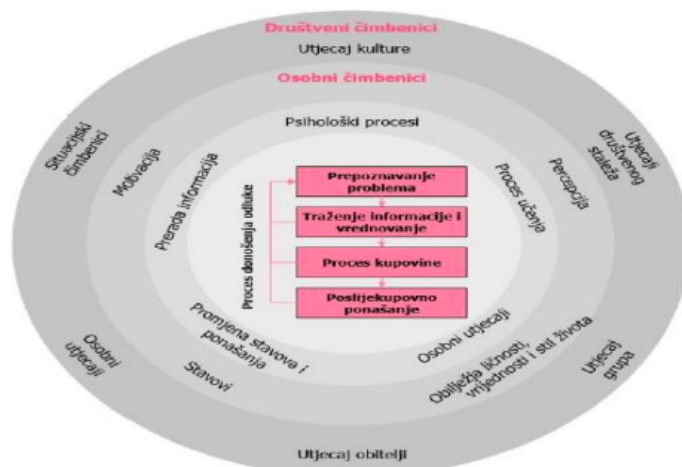 Društveni čimbenici
Utjecaj kulture
Osobni čimbenici
Psihološki procesi
Situacijski
čimbenici
Motivacija
Prerada informacija
Proces učenja
Percepcija
Utjecaji
društvenog
staleža
Proces donošenja odluke
Prepoznavanje
problema
Traženje informacije i
vrednovanje
Proces kupovine
Poslijekupovno
ponašanje
Osobni
utjecaji
Stavovi
Promjena stavova i
ponašanja
Osobni utjecaji
Obilježja ličnosti,
vrijednosti i stil života
Utjecaj
grupa
Utjecaj obitelji